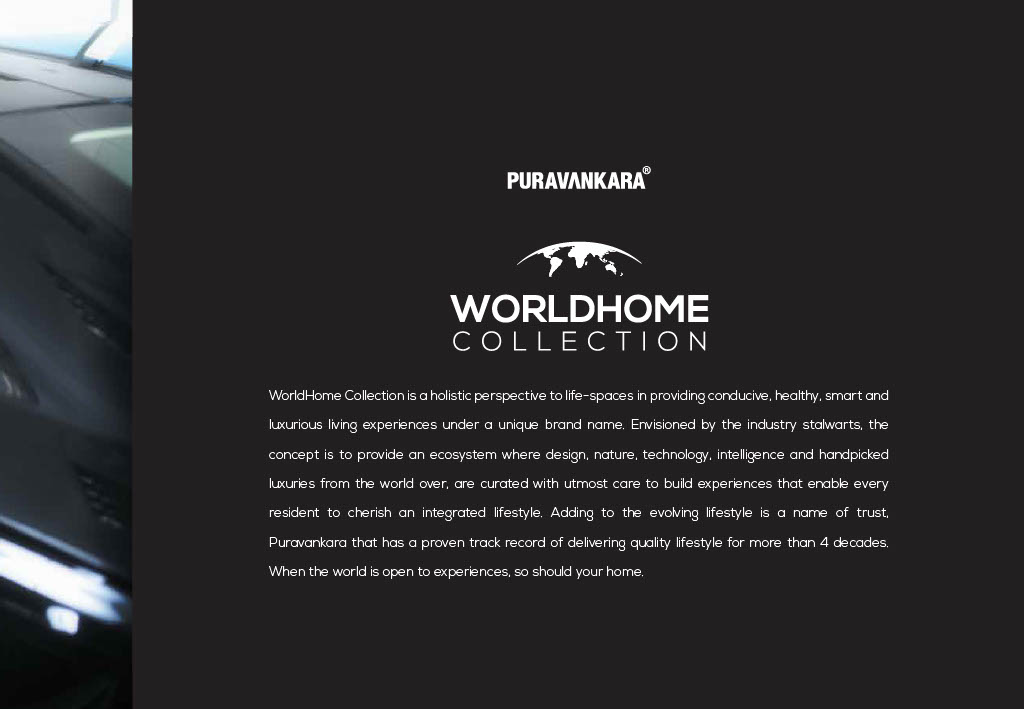 PURAVANKARA®
WORLDHOME
COLLECTION
WorldHome Collection is a holistic perspective to life-spaces in providing conducive, healthy, smart and
luxurious living experiences under a unique brand name. Envisioned by the industry stalwarts, the
concept is to provide an ecosystem where design, nature, technology, intelligence and handpicked
luxuries from the world over, are curated with utmost care to build experiences that enable every
resident to cherish an integrated lifestyle. Adding to the evolving lifestyle is a name of trust,
Puravankara that has a proven track record of delivering quality lifestyle for more than 4 decades.
When the world is open to experiences, so should your home.